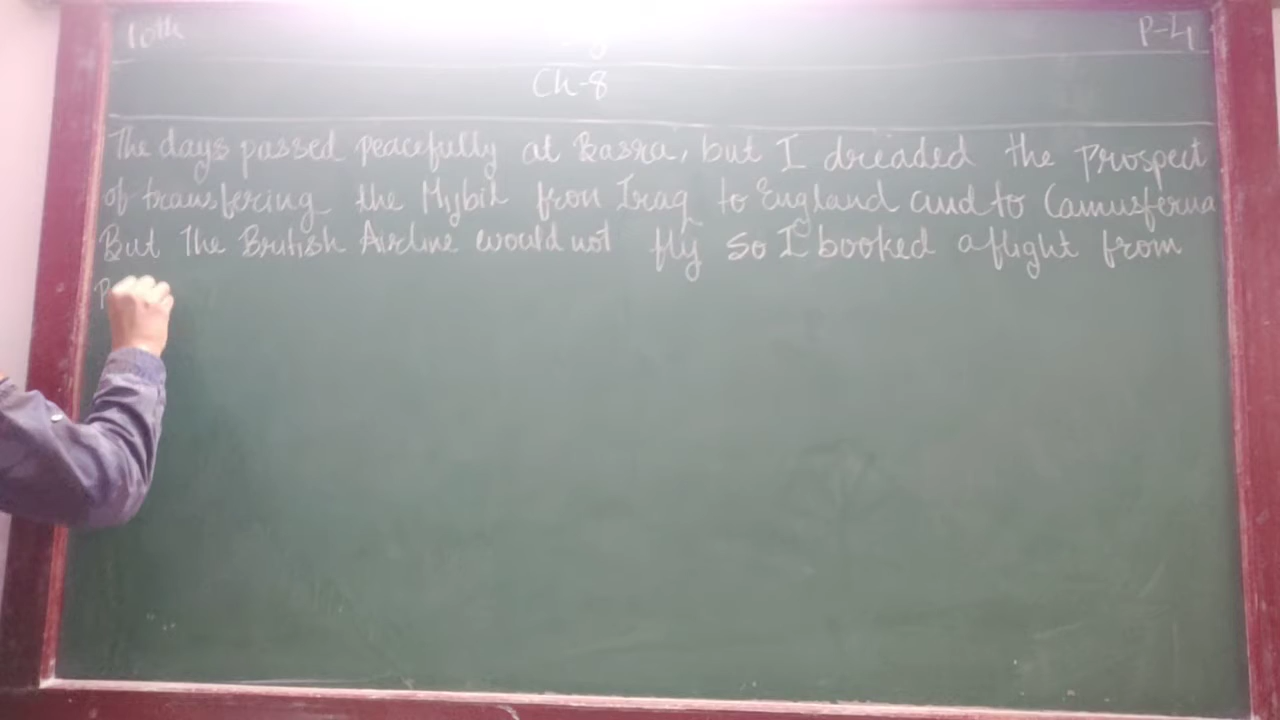 10th P-4
Ch-8
The days passed peacefully at Basra, but I dreaded the prospect
of transfering the Mybil from Iraq to England and to Camusferna
But The British Airline would not fly so I booked a flight from
P